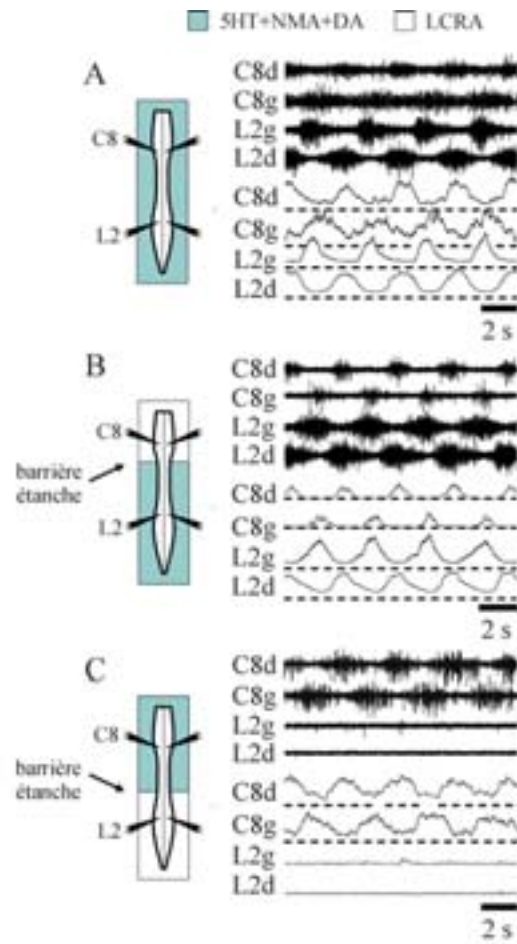 5HT+NMA+DA LCRA
A
C8
L2
C8d
C8g
L2g
L2d
C8d
C8g
L2g
L2d
2 s
B
C8
barrière
étanche
L2
C8d
C8g
L2g
L2d
C8d
C8g
L2g
L2d
2 s
C
C8
barrière
étanche
L2
C8d
C8g
L2g
L2d
C8d
C8g
L2g
L2d
2 s